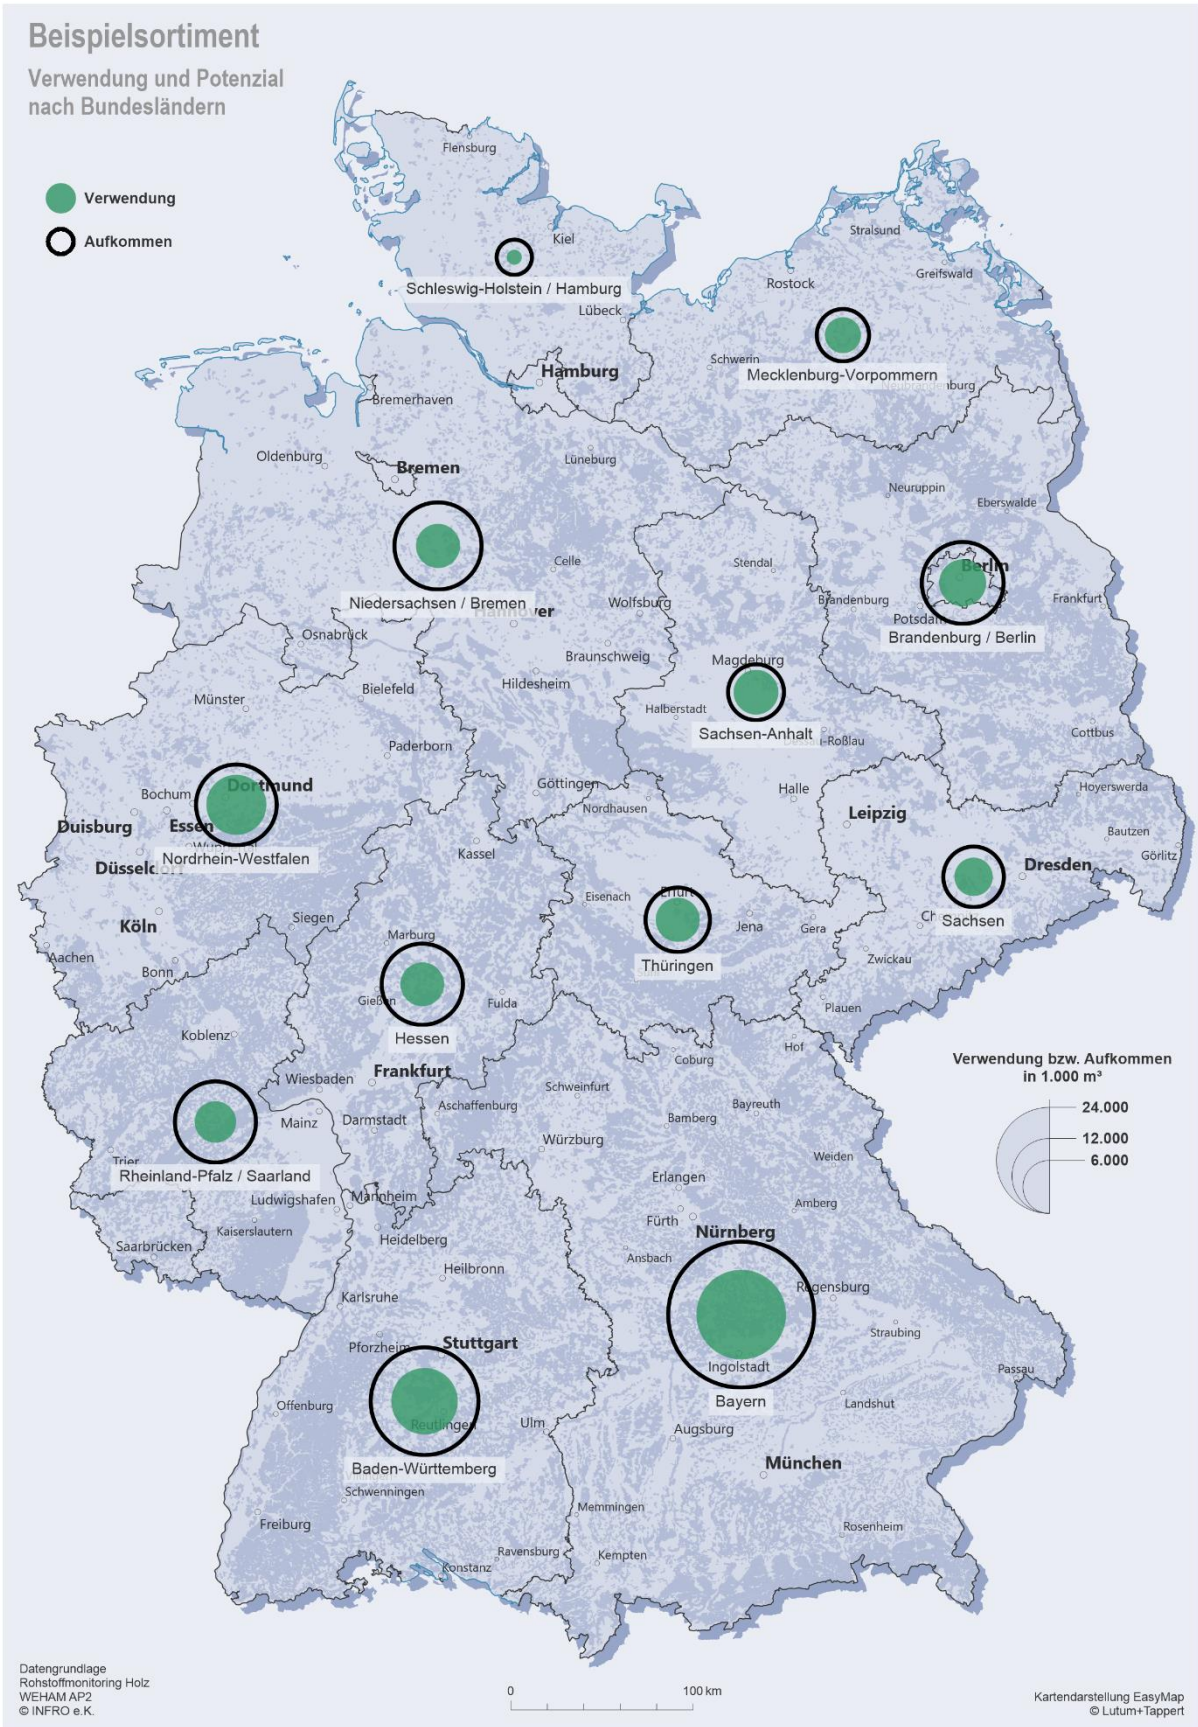 Beispielsortiment
Verwendung und Potenzial
nach Bundesländern
Verwendung
Aufkommen
Flensburg
Kiel
Schleswig-Holstein / Hamburg
Lübeck
Stralsund
Greifswald
Rostock
Schwerin
Mecklenburg-Vorpommern
Hamburg
Bremerhaven
Oldenburg
Bremen
Lüneburg
Neuruppin
Eberswalde
Celle
Stendal
Berlin
Niedersachsen / Bremen
Wolfsburg
Brandenburg
Potsdam
Frankfurt
Brandenburg / Berlin
Osnabrück
Braunschweig
Magdeburg
Hildesheim
Münster
Bielefeld
Halberstadt
Sachsen-Anhalt
Cottbus
Paderborn
Göttingen
Halle
Hoyerswerda
Bochum
Dortmund
Nordhausen
Leipzig
Duisburg
Essen
Bautzen
Görlitz
Nordrhein-Westfalen
Kassel
Dresden
Eisenach
Erfurt
Sachsen
Köln
Siegen
Jena
Gera
Marburg
Aachen
Bonn
Thüringen
Zwickau
Gießen
Fulda
Plauen
Koblenz
Hessen
Coburg
Hof
Frankfurt
Wiesbaden
Schweinfurt
Aschaffenburg
Bayreuth
Mainz
Darmstadt
Bamberg
Würzburg
Trier
Weiden
Rheinland-Pfalz / Saarland
Erlangen
Ludwigshafen
Mannheim
Amberg
Fürth
Kaiserslautern
Nürnberg
Saarbrücken
Heidelberg
Ansbach
Heilbronn
Regensburg
Karlsruhe
Straubing
Pforzheim
Stuttgart
Ingolstadt
Passau
Bayern
Offenburg
Reutlingen
Ulm
Landshut
Augsburg
Baden-Württemberg
München
Schwenningen
Memmingen
Freiburg
Rosenheim
Ravensburg
Kempten
Konstanz
Verwendung bzw. Aufkommen
in 1.000 m³
24.000
12.000
6.000
Datengrundlage
Rohstoffmonitoring Holz
WEHAM AP2
© INFRO e.K.
0 100 km
Kartendarstellung EasyMap
© Lutum+Tappert